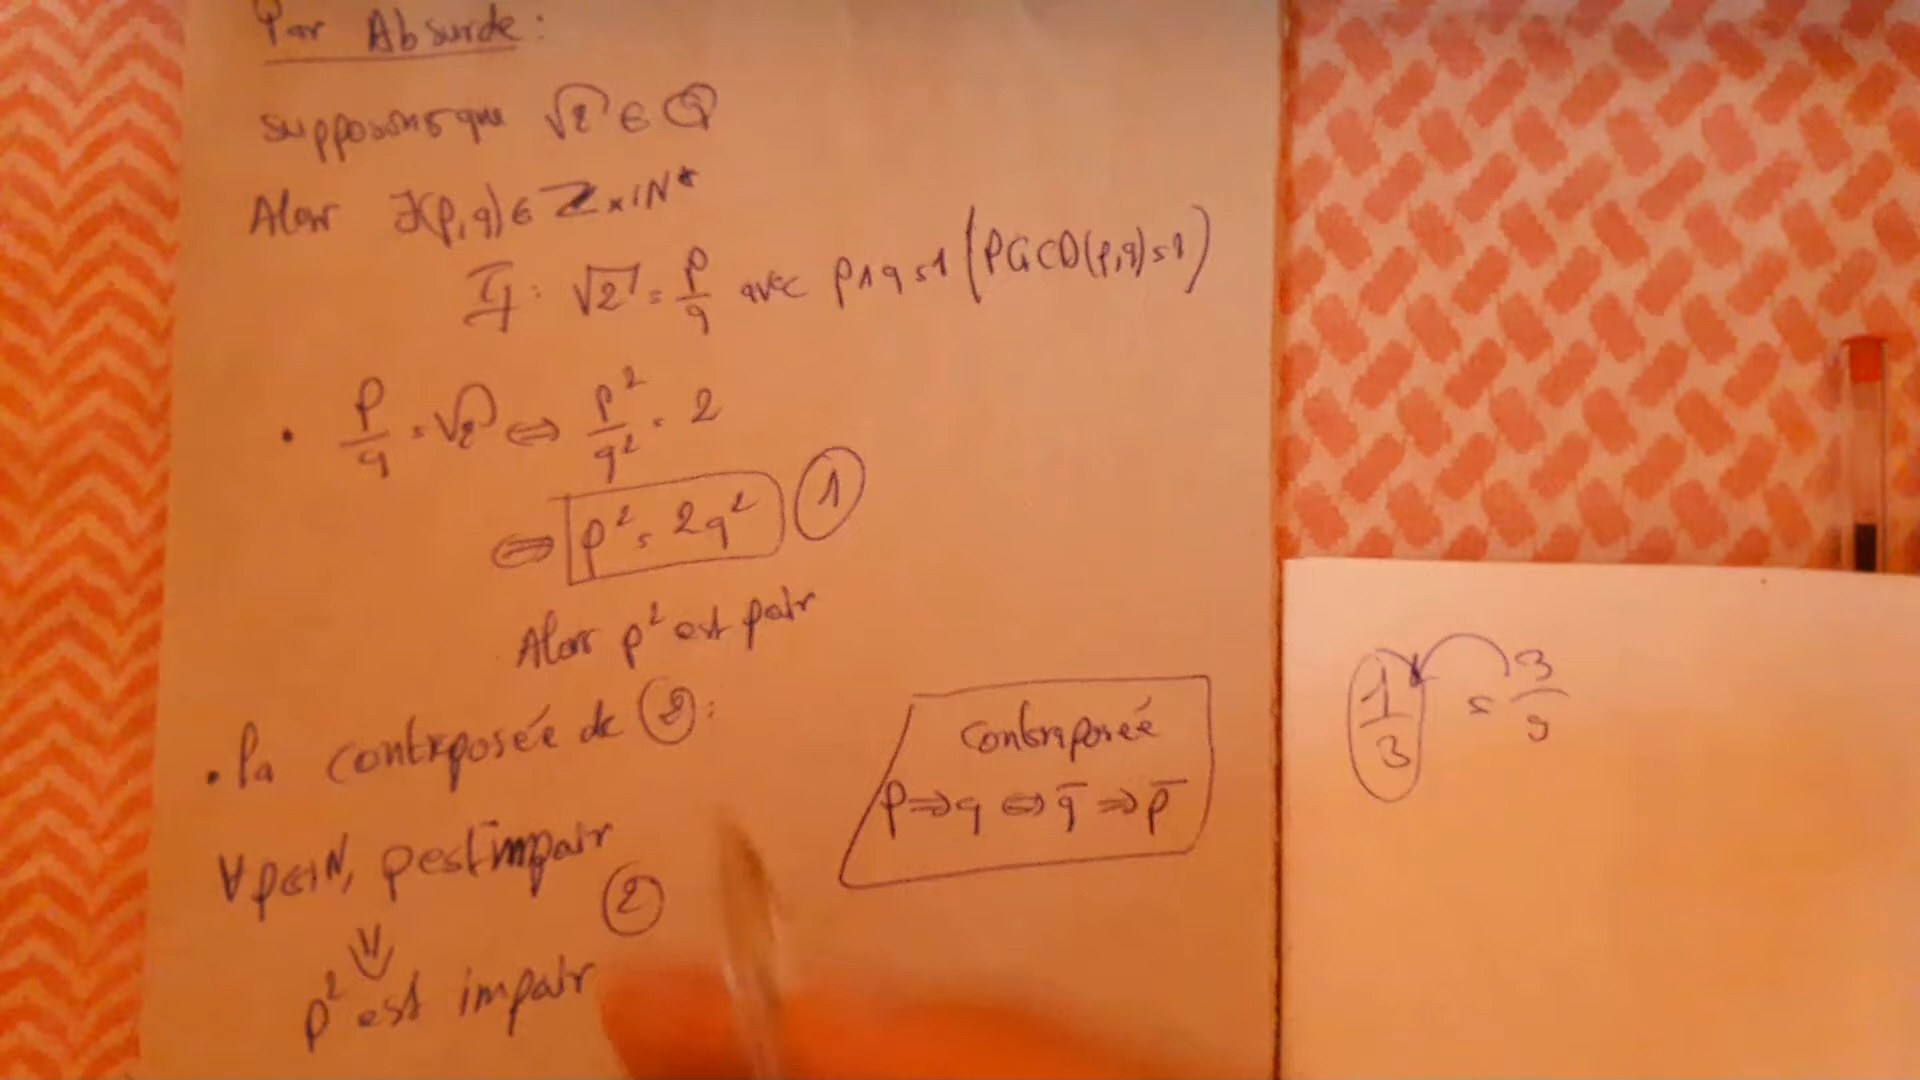 Par Absurde :
supposons que √2 ∈ Q
Alors ∃(p,q) ∈ Z × IN*
Tq : √2 = p/q avec p∧q = 1 (PGCD(p,q) = 1)
• p/q = √2 ⇔ p²/q² = 2
⇔ p² = 2q² ①
Alors p² est pair
• la contraposée de ② :
∀p∈IN, p est impair
②
⇓
p² est impair
Contraposée
p ⇒ q ⇔ q̄ ⇒ p̄
1/3 = 3/9